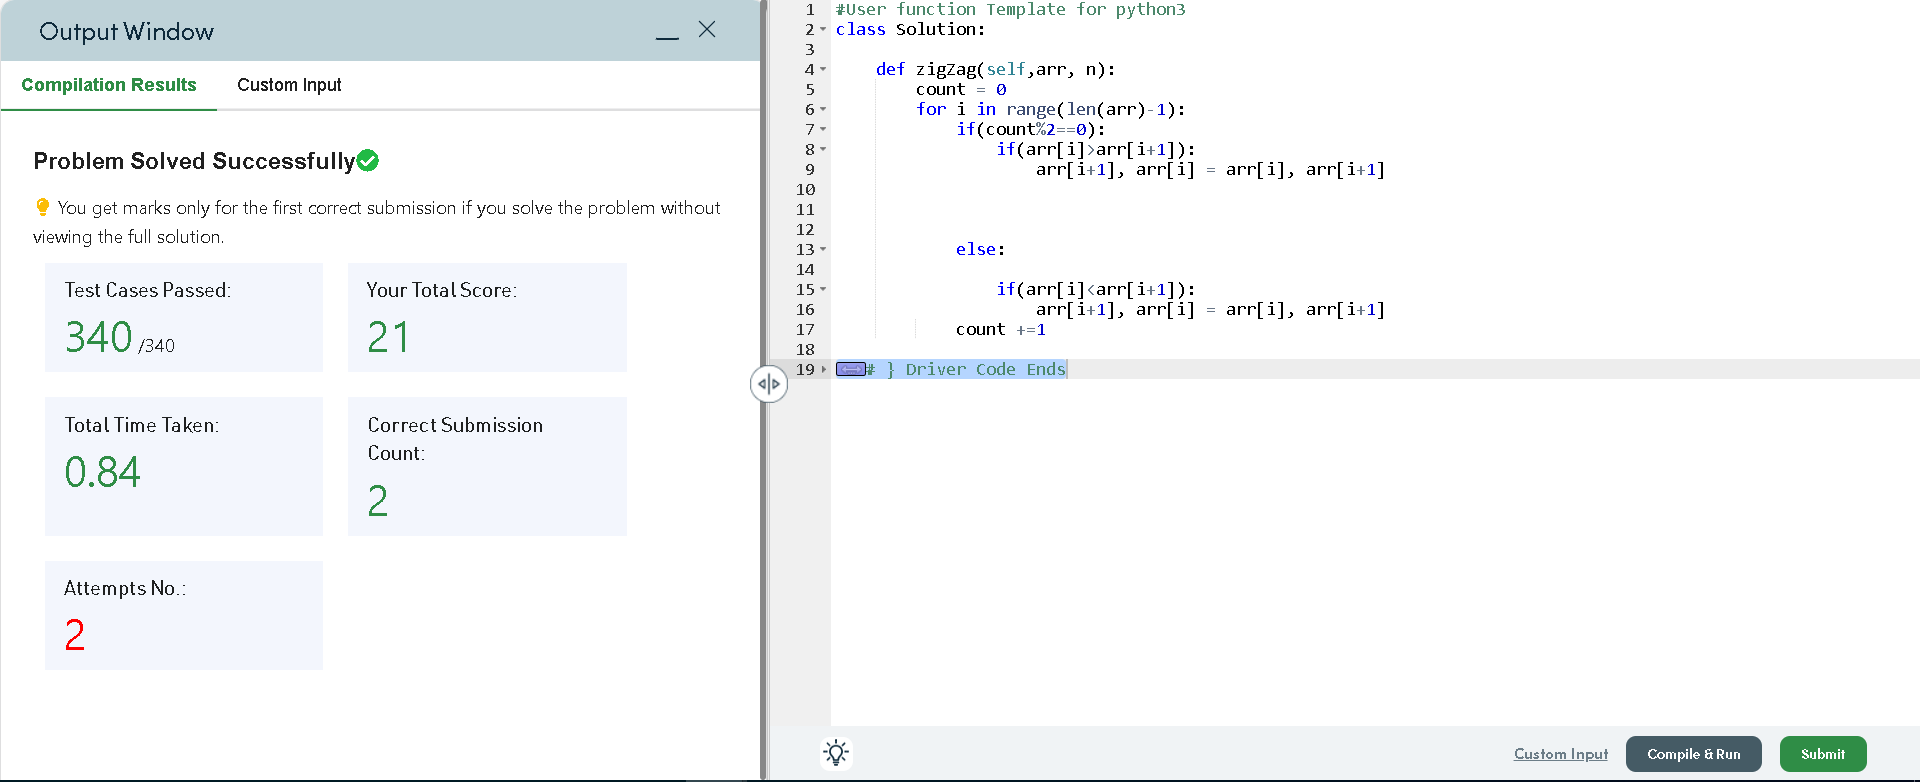 Output Window
Compilation Results
Custom Input
Problem Solved Successfully
You get marks only for the first correct submission if you solve the problem without
viewing the full solution.
Test Cases Passed:
340 /340
Your Total Score:
21
Total Time Taken:
0.84
Correct Submission
Count:
2
Attempts No.:
2
1 #User function Template for python3
2 class Solution:
3
4     def zigZag(self,arr, n):
5         count = 0
6         for i in range(len(arr)-1):
7             if(count%2==0):
8                 if(arr[i]>arr[i+1]):
9                     arr[i+1], arr[i] = arr[i], arr[i+1]
10
11
12
13             else:
14
15                 if(arr[i]<arr[i+1]):
16                     arr[i+1], arr[i] = arr[i], arr[i+1]
17             count +=1
18
19 # } Driver Code Ends
Custom Input
Compile & Run
Submit